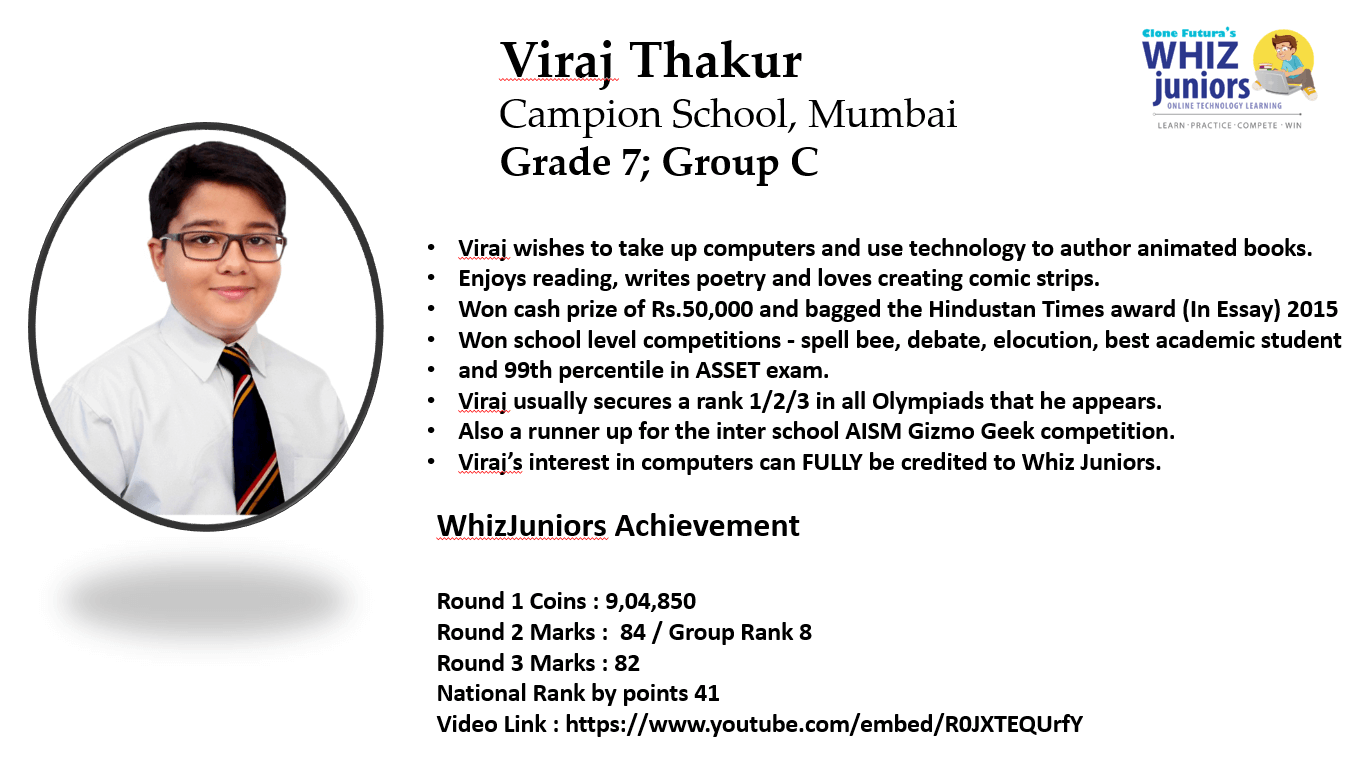 Viraj Thakur
Campion School, Mumbai
Grade 7; Group C
Clone Futura's
WHIZ
juniors
ONLINE TECHNOLOGY LEARNING
LEARN · PRACTICE · COMPETE · WIN
• Viraj wishes to take up computers and use technology to author animated books.
• Enjoys reading, writes poetry and loves creating comic strips.
• Won cash prize of Rs.50,000 and bagged the Hindustan Times award (In Essay) 2015
• Won school level competitions - spell bee, debate, elocution, best academic student
• and 99th percentile in ASSET exam.
• Viraj usually secures a rank 1/2/3 in all Olympiads that he appears.
• Also a runner up for the inter school AISM Gizmo Geek competition.
• Viraj’s interest in computers can FULLY be credited to Whiz Juniors.
WhizJuniors Achievement
Round 1 Coins : 9,04,850
Round 2 Marks :  84 / Group Rank 8
Round 3 Marks : 82
National Rank by points 41
Video Link : https://www.youtube.com/embed/R0JXTEQUrfY